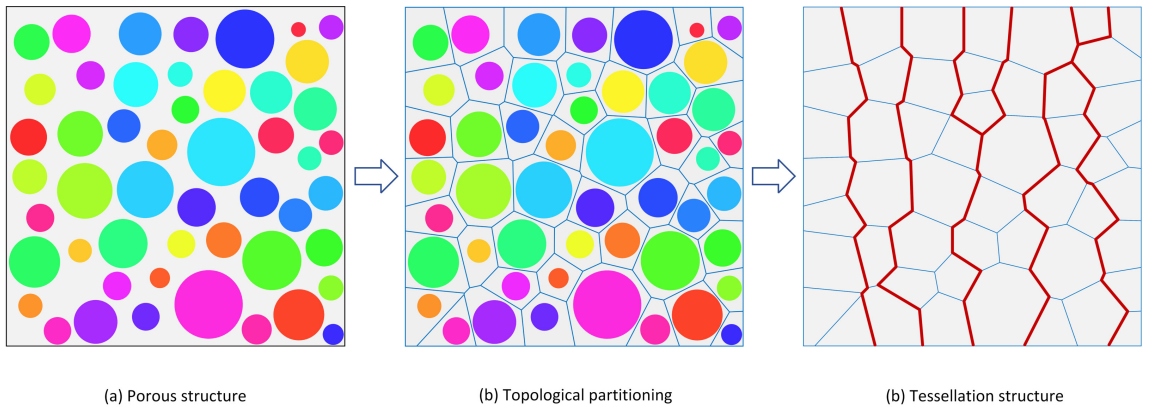 (a) Porous structure
(b) Topological partitioning
(b) Tessellation structure